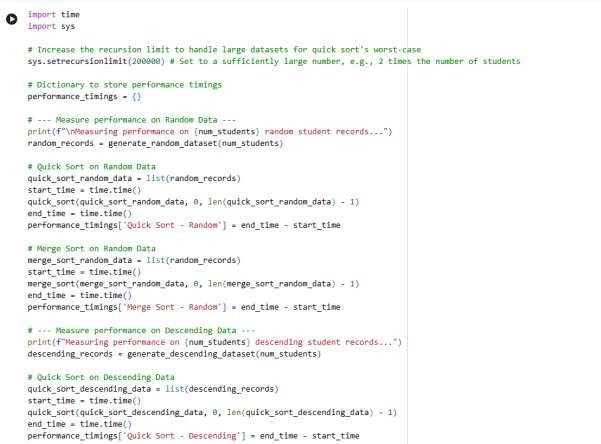 import time
import sys
# Increase the recursion limit to handle large datasets for quick sort's worst-case
sys.setrecursionlimit(200000) # Set to a sufficiently large number, e.g., 2 times the number of students
# Dictionary to store performance timings
performance_timings = {}
# --- Measure performance on Random Data ---
print(f"\nMeasuring performance on {num_students} random student records...")
random_records = generate_random_dataset(num_students)
# Quick Sort on Random Data
quick_sort_random_data = list(random_records)
start_time = time.time()
quick_sort(quick_sort_random_data, 0, len(quick_sort_random_data) - 1)
end_time = time.time()
performance_timings['Quick Sort - Random'] = end_time - start_time
# Merge Sort on Random Data
merge_sort_random_data = list(random_records)
start_time = time.time()
merge_sort(merge_sort_random_data, 0, len(merge_sort_random_data) - 1)
end_time = time.time()
performance_timings['Merge Sort - Random'] = end_time - start_time
# --- Measure performance on Descending Data ---
print(f"Measuring performance on {num_students} descending student records...")
descending_records = generate_descending_dataset(num_students)
# Quick Sort on Descending Data
quick_sort_descending_data = list(descending_records)
start_time = time.time()
quick_sort(quick_sort_descending_data, 0, len(quick_sort_descending_data) - 1)
end_time = time.time()
performance_timings['Quick Sort - Descending'] = end_time - start_time